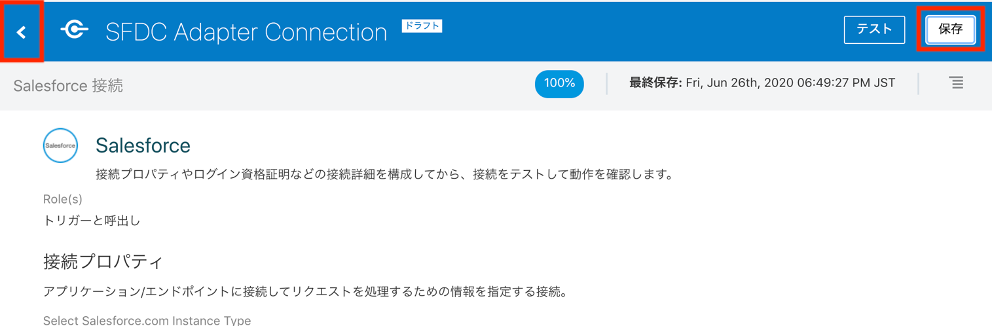 SFDC Adapter Connection ドラフト テスト 保存
Salesforce 接続 100% 最終保存: Fri, Jun 26th, 2020 06:49:27 PM JST
Salesforce Salesforce
接続プロパティやログイン資格証明などの接続詳細を構成してから、接続をテストして動作を確認します。
Role(s)
トリガーと呼出し
接続プロパティ
アプリケーション/エンドポイントに接続してリクエストを処理するための情報を指定する接続。
Select Salesforce.com Instance Type